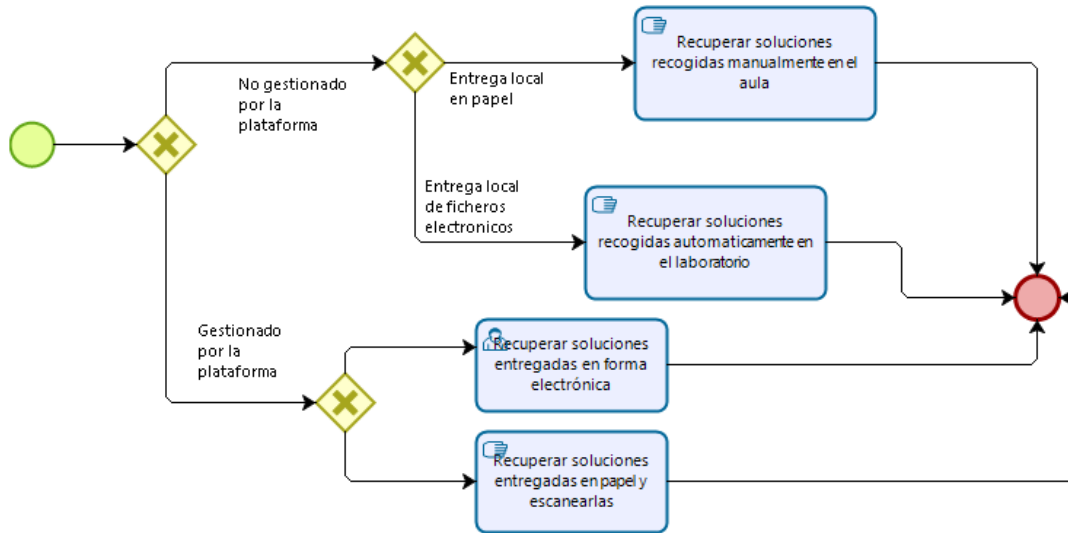 Recuperar soluciones
recogidas manualmente en el
aula
No gestionado
por la
plataforma
Entrega local
en papel
Entrega local
de ficheros
electronicos
Recuperar soluciones
recogidas automaticamente en
el laboratorio
Gestionado
por la
plataforma
Recuperar soluciones
entregadas en forma
electrónica
Recuperar soluciones
entregadas en papel y
escanearlas